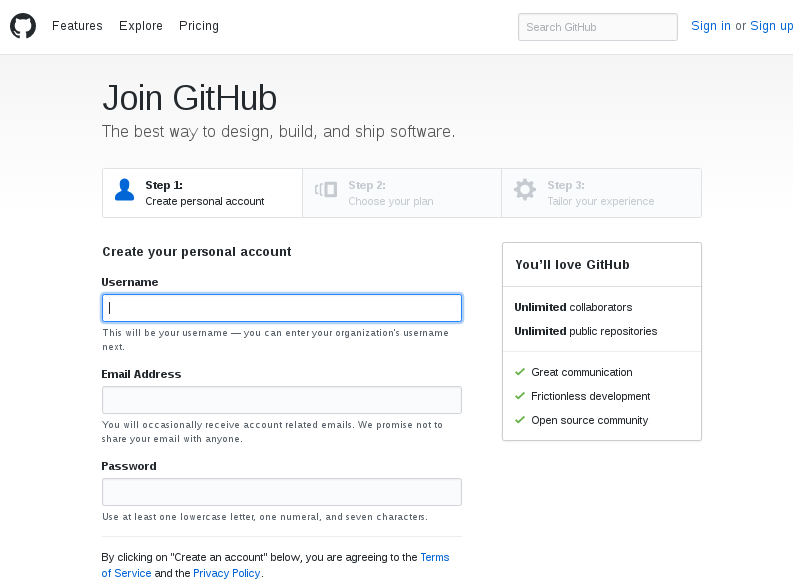 Features Explore Pricing Search GitHub Sign in or Sign up
Join GitHub
The best way to design, build, and ship software.
Step 1:
Create personal account
Step 2:
Choose your plan
Step 3:
Tailor your experience
Create your personal account
Username
This will be your username — you can enter your organization's username
next.
Email Address
You will occasionally receive account related emails. We promise not to
share your email with anyone.
Password
Use at least one lowercase letter, one numeral, and seven characters.
By clicking on "Create an account" below, you are agreeing to the Terms
of Service and the Privacy Policy.
You’ll love GitHub
Unlimited collaborators
Unlimited public repositories
Great communication
Frictionless development
Open source community